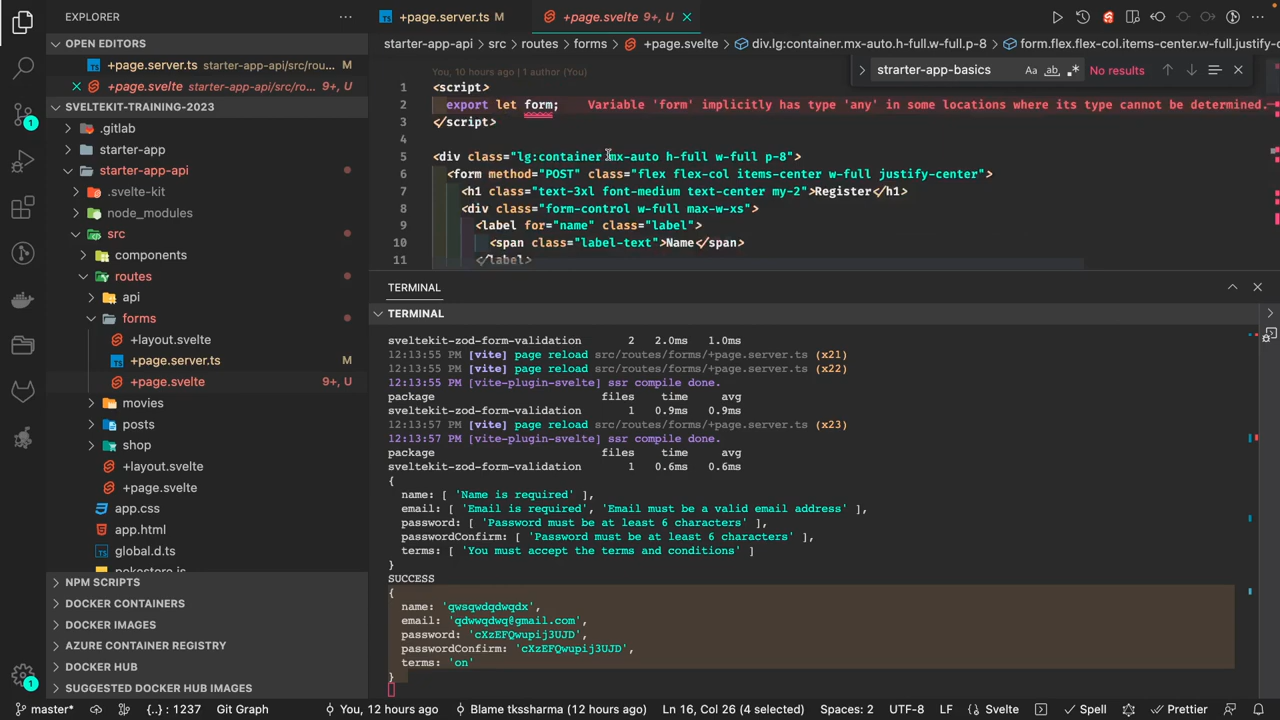 EXPLORER
OPEN EDITORS
+page.server.ts starter-app-api/src/rou... M
+page.svelte starter-app-api/src/ro... 9+, U
SVELTEKIT-TRAINING-2023
.gitlab
starter-app
starter-app-api
.svelte-kit
node_modules
src
components
routes
api
forms
+layout.svelte
+page.server.ts M
+page.svelte 9+, U
movies
posts
shop
+layout.svelte
+page.svelte
app.css
app.html
global.d.ts
pokestore.js
NPM SCRIPTS
DOCKER CONTAINERS
DOCKER IMAGES
AZURE CONTAINER REGISTRY
DOCKER HUB
SUGGESTED DOCKER HUB IMAGES
1
1
+page.server.ts M
+page.svelte 9+, U
starter-app-api > src > routes > forms > +page.svelte > div.lg:container.mx-auto.h-full.w-full.p-8 > form.flex.flex-col.items-center.w-full.justify-c
strarter-app-basics Aa ab No results
You, 10 hours ago | 1 author (You)
1 <script>
2 export let form; Variable 'form' implicitly has type 'any' in some locations where its type cannot be determined.
3 </script>
4
5 <div class="lg:container mx-auto h-full w-full p-8">
6 <form method="POST" class="flex flex-col items-center w-full justify-center">
7 <h1 class="text-3xl font-medium text-center my-2">Register</h1>
8 <div class="form-control w-full max-w-xs">
9 <label for="name" class="label">
10 <span class="label-text">Name</span>
11 </label>
TERMINAL
TERMINAL
sveltekit-zod-form-validation 2 2.0ms 1.0ms
12:13:55 PM [vite] page reload src/routes/forms/+page.server.ts (x21)
12:13:55 PM [vite] page reload src/routes/forms/+page.server.ts (x22)
12:13:55 PM [vite-plugin-svelte] ssr compile done.
package files time avg
sveltekit-zod-form-validation 1 0.9ms 0.9ms
12:13:57 PM [vite] page reload src/routes/forms/+page.server.ts (x23)
12:13:57 PM [vite-plugin-svelte] ssr compile done.
package files time avg
sveltekit-zod-form-validation 1 0.6ms 0.6ms
{
name: [ 'Name is required' ],
email: [ 'Email is required', 'Email must be a valid email address' ],
password: [ 'Password must be at least 6 characters' ],
passwordConfirm: [ 'Password must be at least 6 characters' ],
terms: [ 'You must accept the terms and conditions' ]
}
SUCCESS
{
name: 'qwsqwdqdwqdx',
email: 'qdwwqdwq@gmail.com',
password: 'cXzEFQwupij3UJD',
passwordConfirm: 'cXzEFQwupij3UJD',
terms: 'on'
}
master* {..} : 1237 Git Graph You, 12 hours ago Blame tkssharma (12 hours ago) Ln 16, Col 26 (4 selected) Spaces: 2 UTF-8 LF {} Svelte Spell Prettier